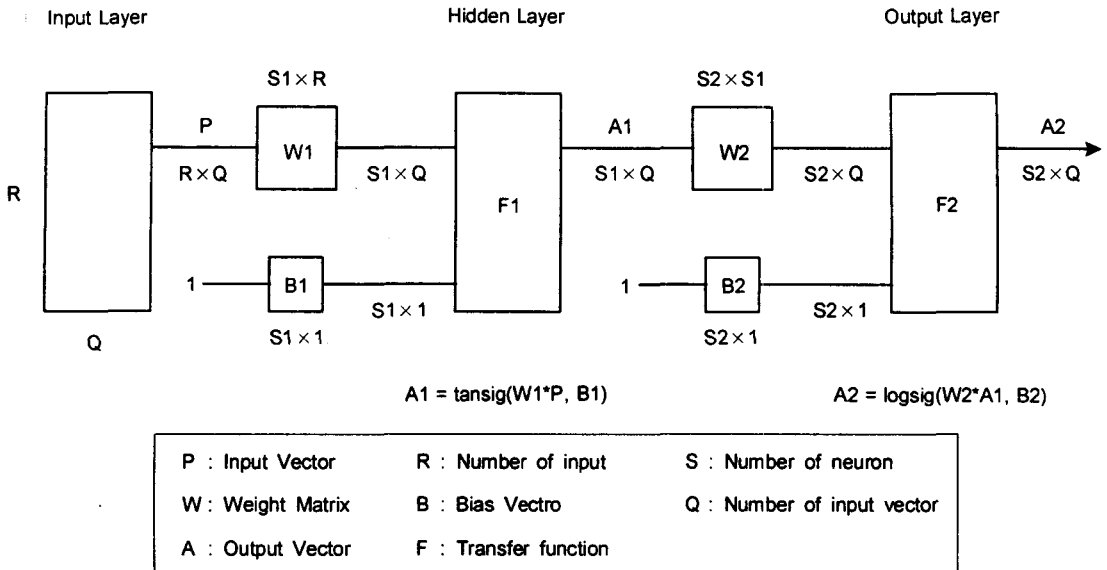 Input Layer Hidden Layer Output Layer
S1×R S2×S1
P A1 A2
W1 W2
R×Q S1×Q S1×Q S2×Q S2×Q
R F1 F2
1 B1 1 B2
S1×1 S2×1
Q S1×1 S2×1
A1 = tansig(W1*P, B1) A2 = logsig(W2*A1, B2)
P : Input Vector R : Number of input S : Number of neuron
W : Weight Matrix B : Bias Vectro Q : Number of input vector
A : Output Vector F : Transfer function